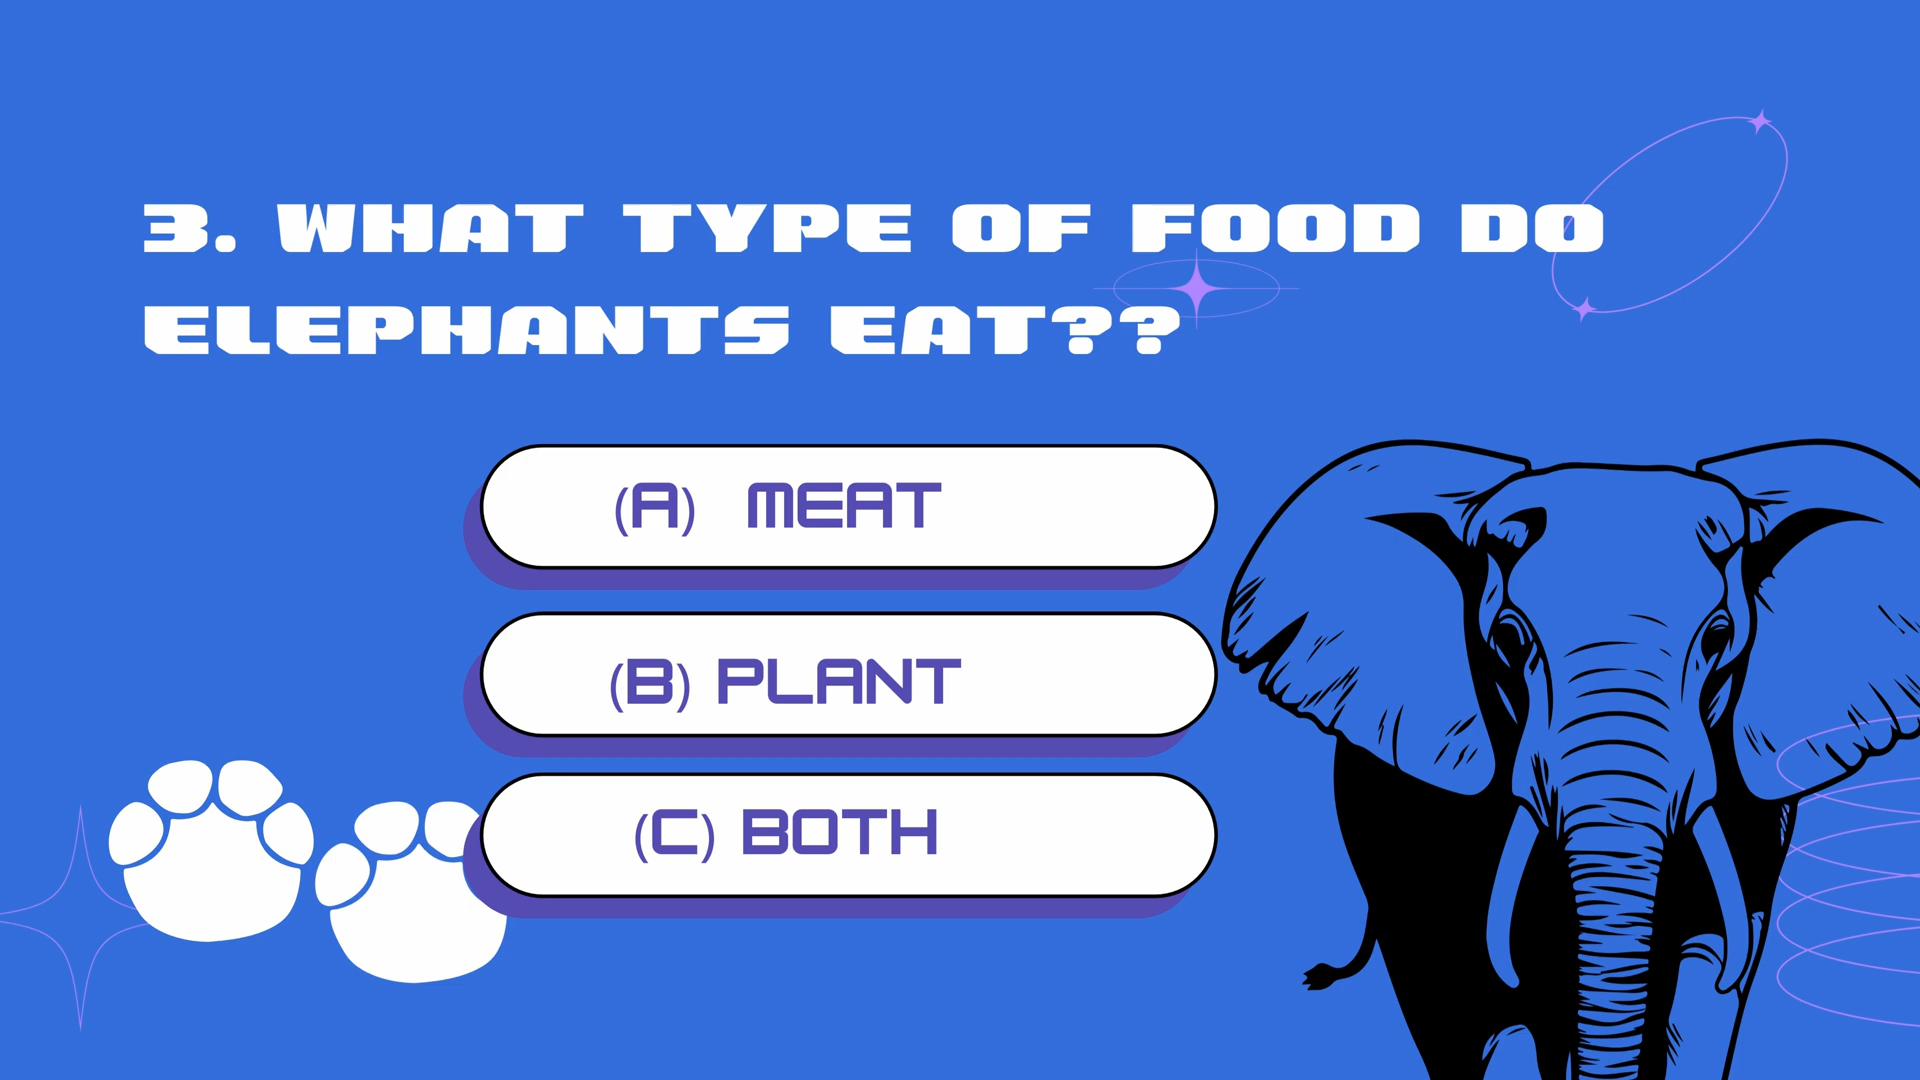 3. WHAT TYPE OF FOOD DO
ELEPHANTS EAT??
(A) MEAT
(B) PLANT
(C) BOTH